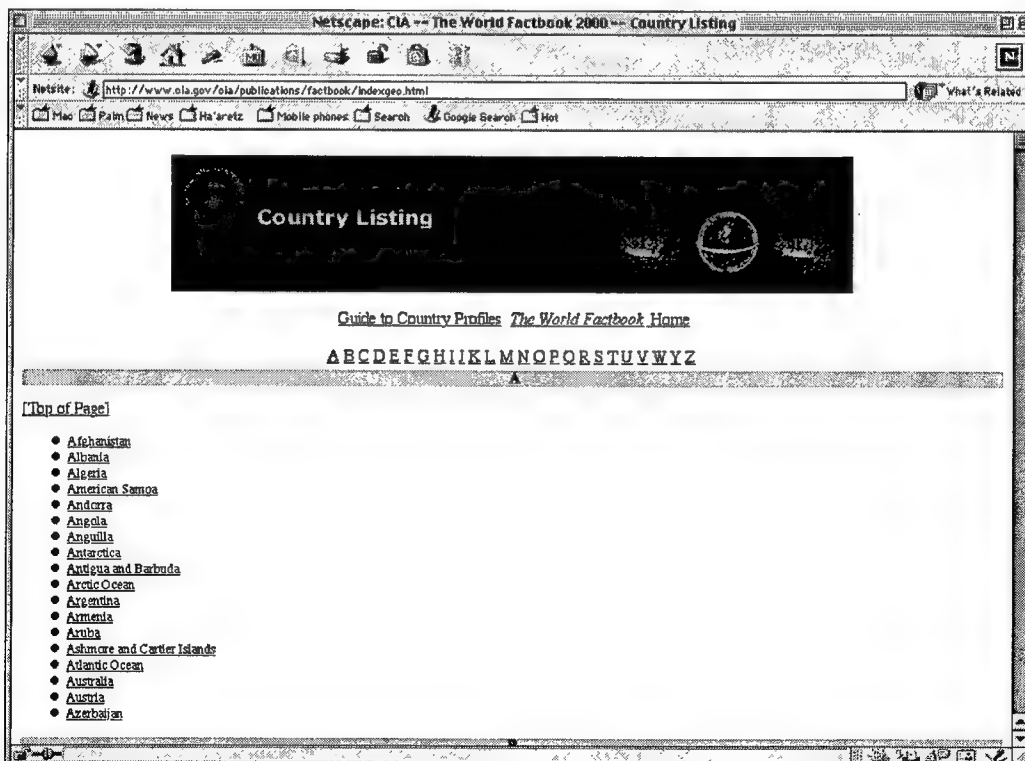 Netscape: CIA -- The World Factbook 2000 -- Country Listing
Netsite: http://www.cia.gov/cia/publications/factbook/indexgeo.html What's Related
Mac Palm News Ha'aretz Mobile phones Search Google Search Hot
Country Listing
Guide to Country Profiles The World Factbook Home
A B C D E F G H I J K L M N O P Q R S T U V W Y Z
A
[Top of Page]
Afghanistan
Albania
Algeria
American Samoa
Andorra
Angola
Anguilla
Antarctica
Antigua and Barbuda
Arctic Ocean
Argentina
Armenia
Aruba
Ashmore and Cartier Islands
Atlantic Ocean
Australia
Austria
Azerbaijan